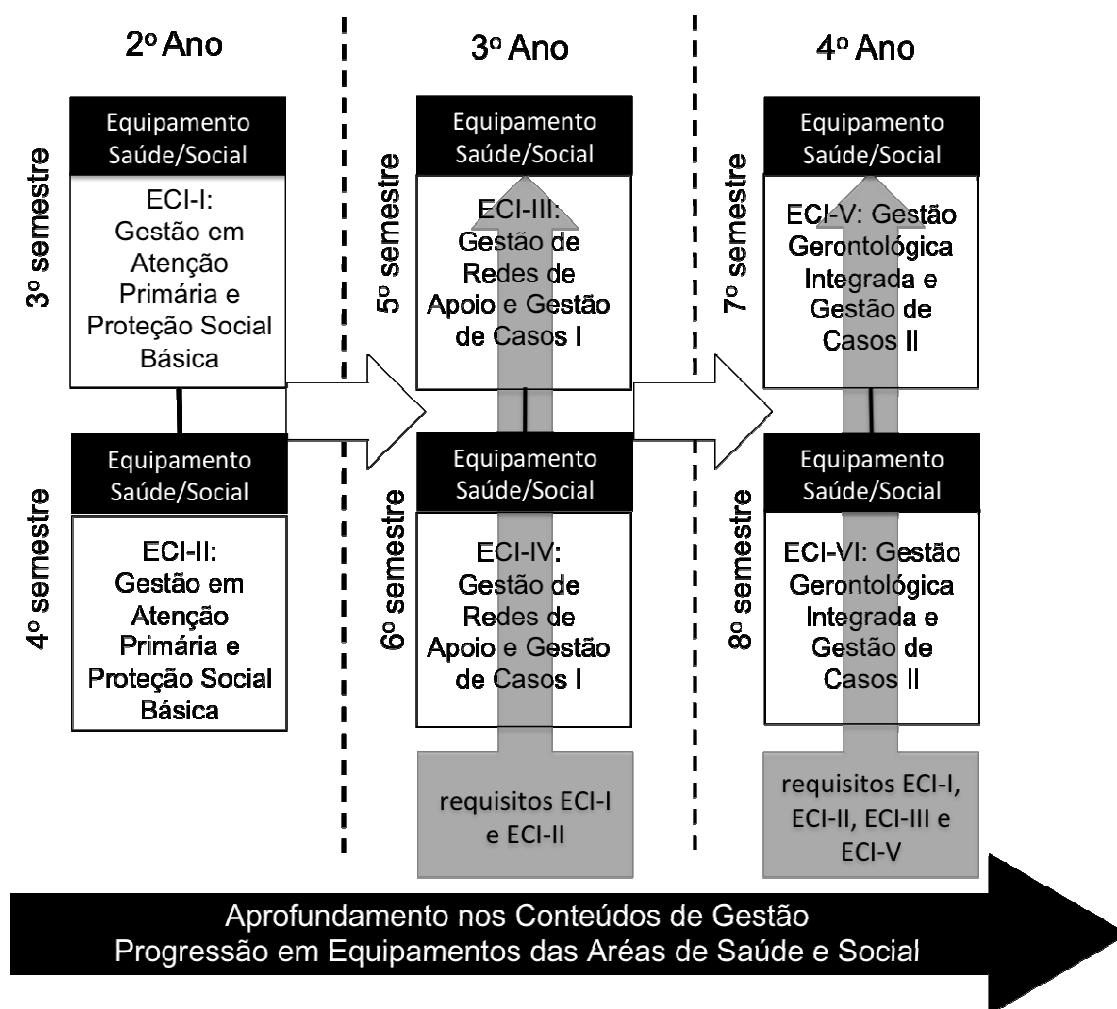 2º Ano
3º Ano
4º Ano
3º semestre
Equipamento
Saúde/Social
ECI-I:
Gestão em
Atenção
Primária e
Proteção Social
Básica
5º semestre
Equipamento
Saúde/Social
ECI-III:
Gestão de
Redes de
Apoio e Gestão
de Casos I
7º semestre
Equipamento
Saúde/Social
ECI-V: Gestão
Gerontológica
Integrada e
Gestão de
Casos II
4º semestre
Equipamento
Saúde/Social
ECI-II:
Gestão em
Atenção
Primária e
Proteção Social
Básica
6º semestre
Equipamento
Saúde/Social
ECI-IV:
Gestão de
Redes de
Apoio e Gestão
de Casos I
8º semestre
Equipamento
Saúde/Social
ECI-VI: Gestão
Gerontológica
Integrada e
Gestão de
Casos II
requisitos ECI-I
e ECI-II
requisitos ECI-I,
ECI-II, ECI-III e
ECI-V
Aprofundamento nos Conteúdos de Gestão
Progressão em Equipamentos das Aréas de Saúde e Social